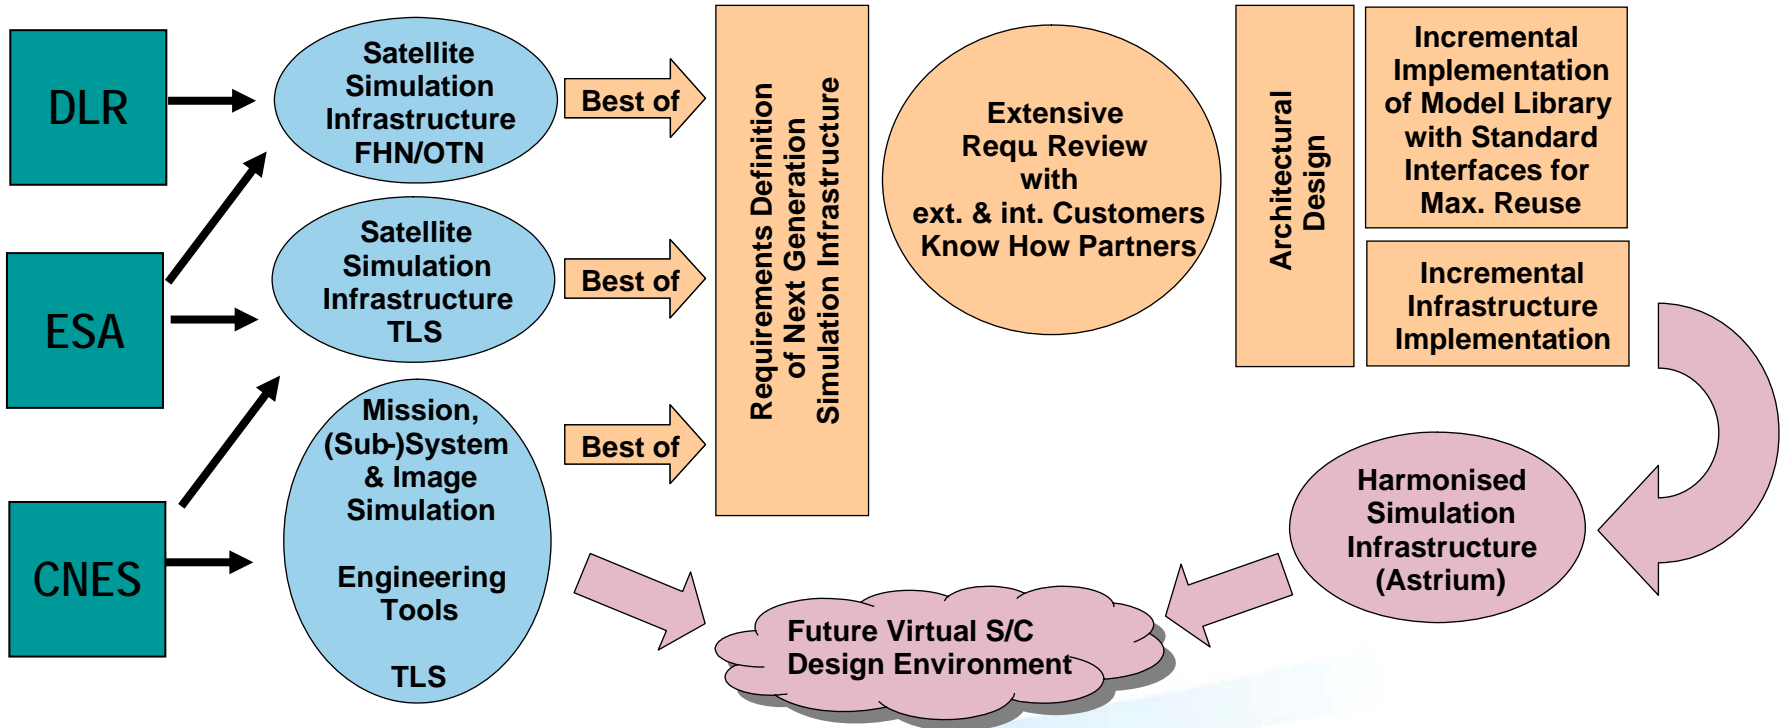 DLR
ESA
CNES
Satellite
Simulation
Infrastructure
FHN/OTN
Satellite
Simulation
Infrastructure
TLS
Mission,
(Sub-)System
& Image
Simulation
Engineering
Tools
TLS
Best of
Best of
Best of
Requirements Definition
of Next Generation
Simulation Infrastructure
Extensive
Requ. Review
with
ext. & int. Customers
Know How Partners
Architectural
Design
Incremental
Implementation
of Model Library
with Standard
Interfaces for
Max. Reuse
Incremental
Infrastructure
Implementation
Harmonised
Simulation
Infrastructure
(Astrium)
Future Virtual S/C
Design Environment